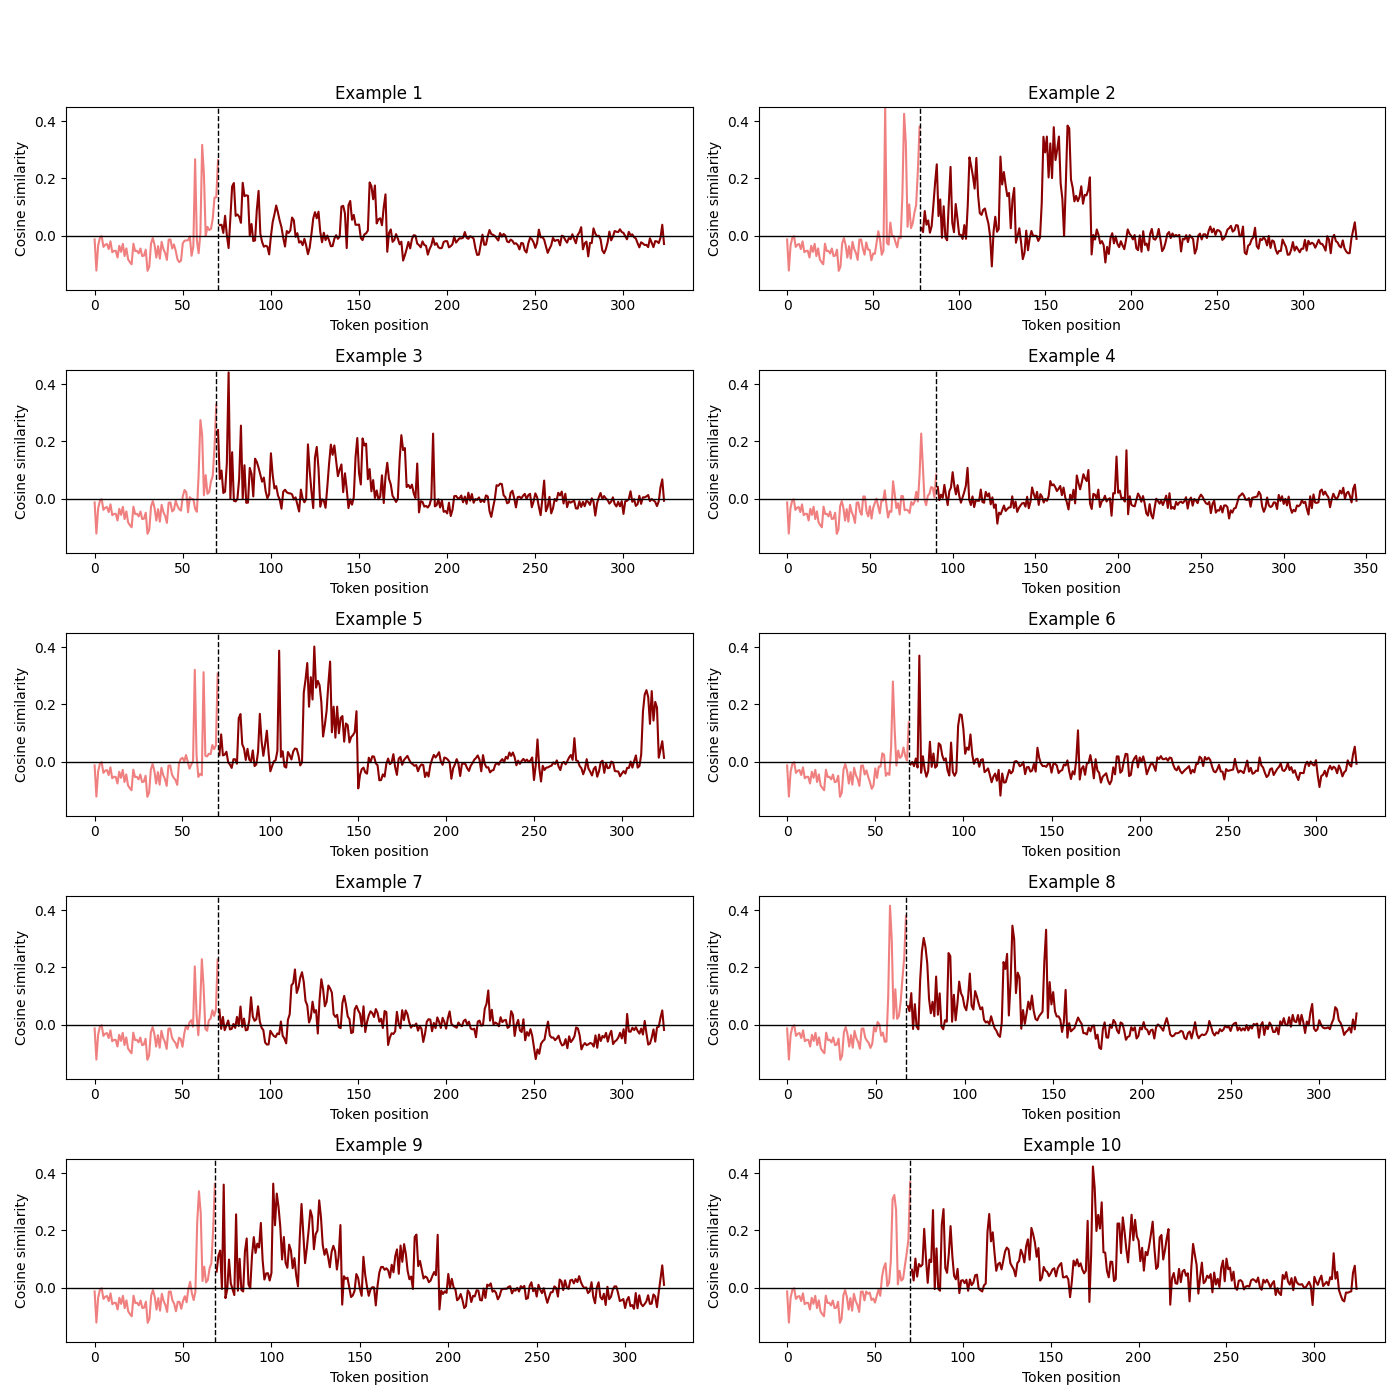 Example 1
Cosine similarity
0.4
0.2
0.0
0 50 100 150 200 250 300
Token position
Example 2
Cosine similarity
0.4
0.2
0.0
0 50 100 150 200 250 300
Token position
Example 3
Cosine similarity
0.4
0.2
0.0
0 50 100 150 200 250 300
Token position
Example 4
Cosine similarity
0.4
0.2
0.0
0 50 100 150 200 250 300 350
Token position
Example 5
Cosine similarity
0.4
0.2
0.0
0 50 100 150 200 250 300
Token position
Example 6
Cosine similarity
0.4
0.2
0.0
0 50 100 150 200 250 300
Token position
Example 7
Cosine similarity
0.4
0.2
0.0
0 50 100 150 200 250 300
Token position
Example 8
Cosine similarity
0.4
0.2
0.0
0 50 100 150 200 250 300
Token position
Example 9
Cosine similarity
0.4
0.2
0.0
0 50 100 150 200 250 300
Token position
Example 10
Cosine similarity
0.4
0.2
0.0
0 50 100 150 200 250 300
Token position